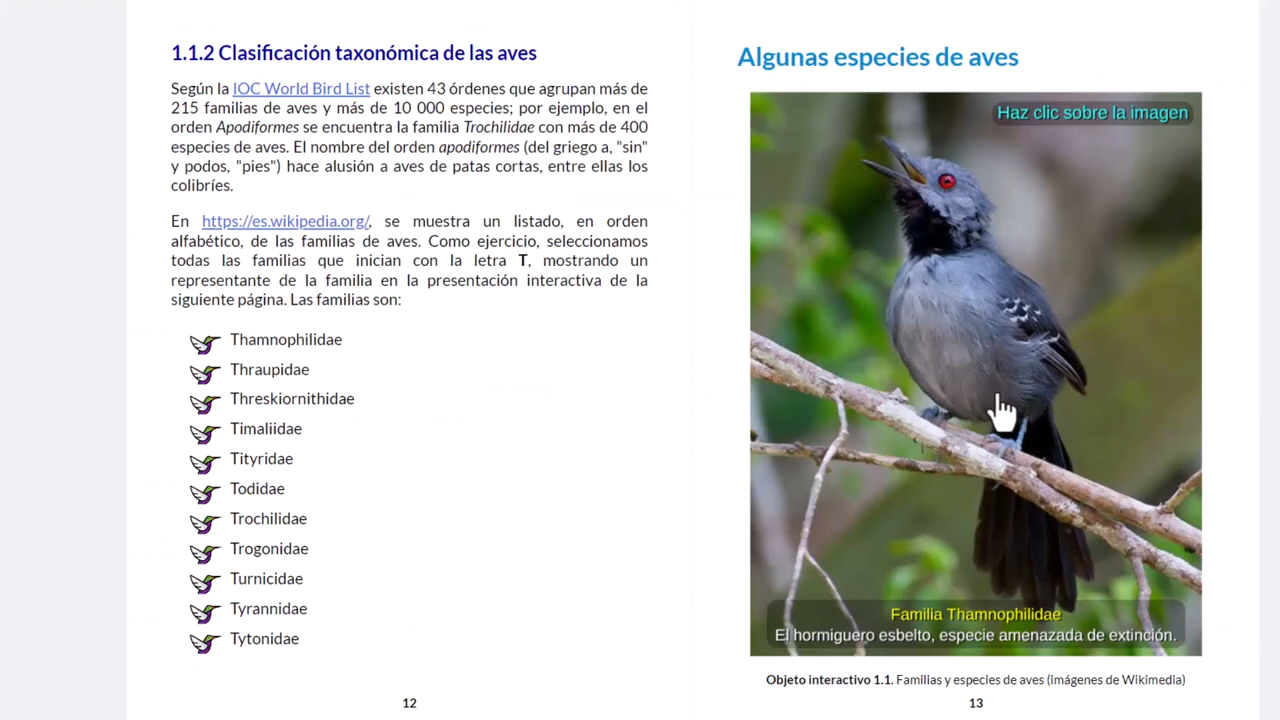 1.1.2 Clasificación taxonómica de las aves
Según la IOC World Bird List existen 43 órdenes que agrupan más de
215 familias de aves y más de 10 000 especies; por ejemplo, en el
orden Apodiformes se encuentra la familia Trochilidae con más de 400
especies de aves. El nombre del orden apodiformes (del griego a, "sin"
y podos, "pies") hace alusión a aves de patas cortas, entre ellas los
colibríes.
En https://es.wikipedia.org/, se muestra un listado, en orden
alfabético, de las familias de aves. Como ejercicio, seleccionamos
todas las familias que inician con la letra T, mostrando un
representante de la familia en la presentación interactiva de la
siguiente página. Las familias son:
Thamnophilidae
Thraupidae
Threskiornithidae
Timaliidae
Tityridae
Todidae
Trochilidae
Trogonidae
Turnicidae
Tyrannidae
Tytonidae
12
Algunas especies de aves
Haz clic sobre la imagen
Familia Thamnophilidae
El hormiguero esbelto, especie amenazada de extinción.
Objeto interactivo 1.1. Familias y especies de aves (imágenes de Wikimedia)
13